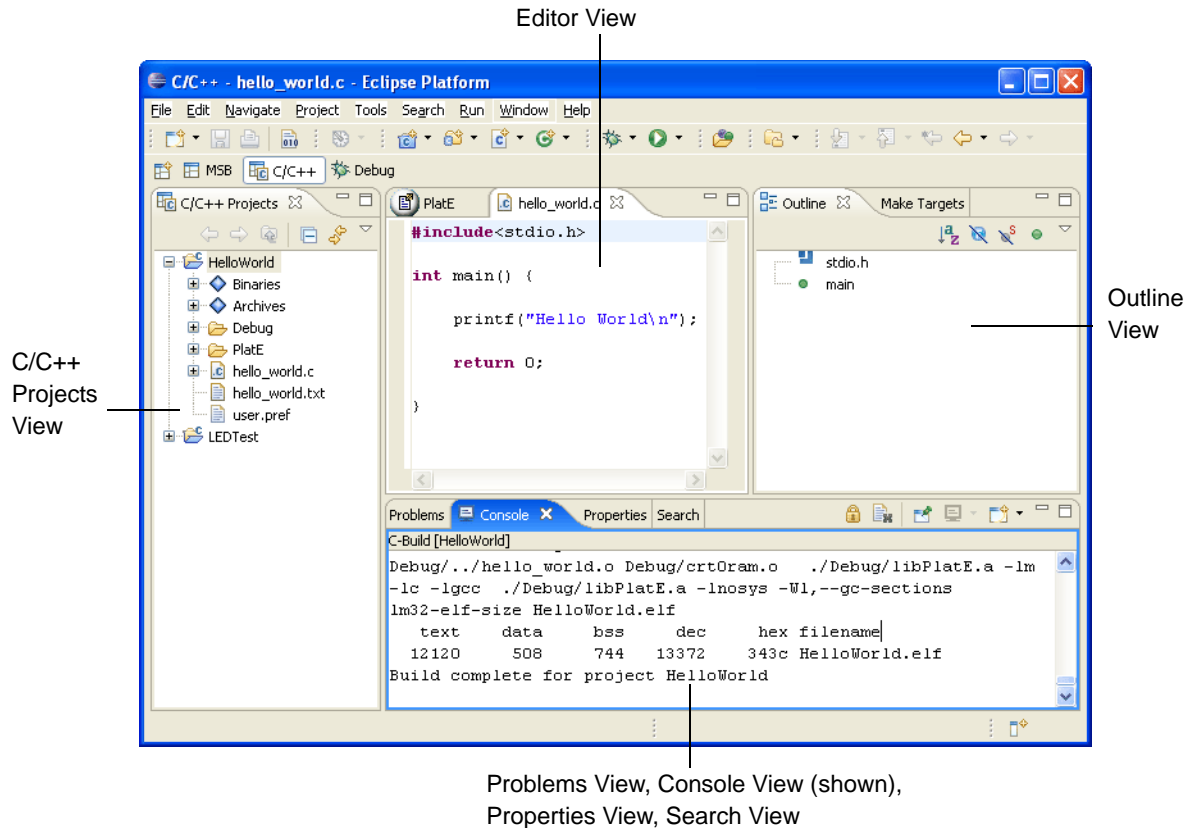 Editor View
C/C++ - hello_world.c - Eclipse Platform
File Edit Navigate Project Tools Search Run Window Help
MSB C/C++ Debug
C/C++ Projects
HelloWorld
Binaries
Archives
Debug
PlatE
hello_world.c
hello_world.txt
user.pref
LEDTest
PlatE hello_world.c
#include<stdio.h>
int main() {
printf("Hello World\n");
return 0;
}
Outline Make Targets
stdio.h
main
Outline
View
C/C++
Projects
View
Problems Console Properties Search
C-Build [HelloWorld]
Debug/../hello_world.o Debug/crt0ram.o ./Debug/libPlatE.a -lm
-lc -lgcc ./Debug/libPlatE.a -lnosys -Wl,--gc-sections
lm32-elf-size HelloWorld.elf
text data bss dec hex filename
12120 508 744 13372 343c HelloWorld.elf
Build complete for project HelloWorld
Problems View, Console View (shown),
Properties View, Search View